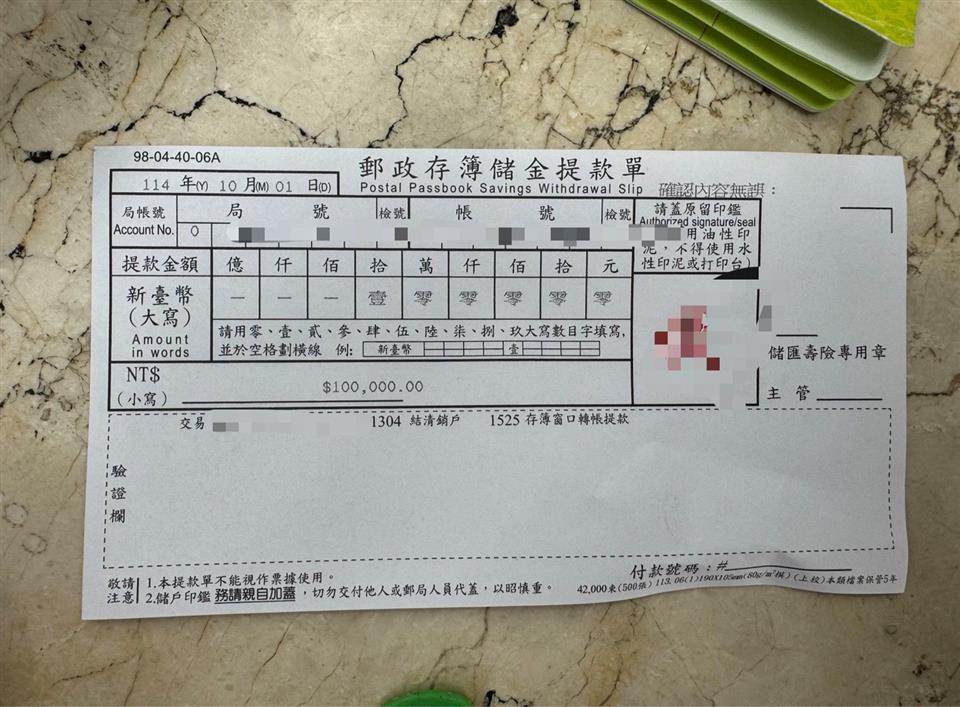 98-04-40-06A
郵政存簿儲金提款單
Postal Passbook Savings Withdrawal Slip
確認內容無誤：
114 年(Y) 10 月(M) 01 日(D)
局帳號 局 號 檢號 帳 號 檢號
Account No. 0
請蓋原留印鑑
Authorized signature/seal
用油性印
泥，不得使用水
性印泥或打印台）
提款金額 億 仟 佰 拾 萬 仟 佰 拾 元
新臺幣 — — — 壹 零 零 零 零 零
（大寫）
Amount
in words
請用零、壹、貳、參、肆、伍、陸、柒、捌、玖大寫數目字填寫，
並於空格劃橫線 例： 新臺幣 壹
儲匯壽險專用章
NT$
(小寫) $100,000.00
主 管
交易 1304 結清銷戶 1525 存簿窗口轉帳提款
驗
證
欄
付款號碼：#
敬請 1.本提款單不能視作票據使用。
注意 2.儲戶印鑑 務請親自加蓋，切勿交付他人或郵局人員代蓋，以昭慎重。
42,000束(500張) 113.06(1)190X105mm(80g/m²模)(上校)本類檔案保管5年